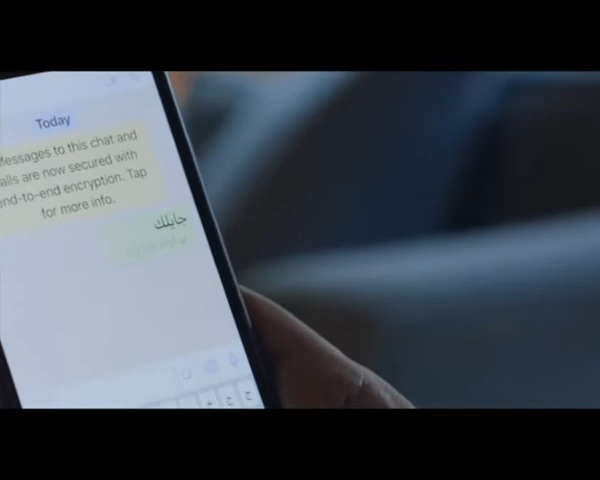 Today
Messages to this chat and
calls are now secured with
end-to-end encryption. Tap
for more info.
جايلك